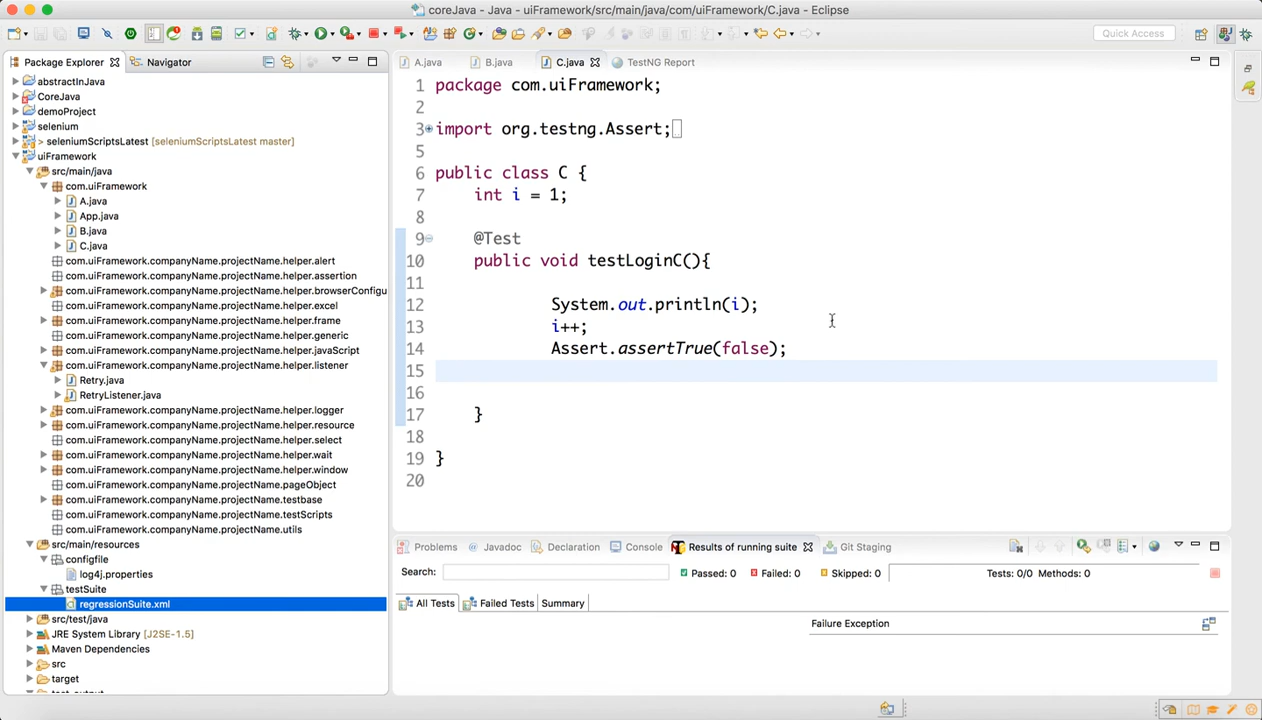 coreJava - Java - uiFramework/src/main/java/com/uiFramework/C.java - Eclipse
Quick Access
Package Explorer
Navigator
abstractInJava
CoreJava
demoProject
selenium
> seleniumScriptsLatest [seleniumScriptsLatest master]
uiFramework
src/main/java
com.uiFramework
A.java
App.java
B.java
C.java
com.uiFramework.companyName.projectName.helper.alert
com.uiFramework.companyName.projectName.helper.assertion
com.uiFramework.companyName.projectName.helper.browserConfigu
com.uiFramework.companyName.projectName.helper.excel
com.uiFramework.companyName.projectName.helper.frame
com.uiFramework.companyName.projectName.helper.generic
com.uiFramework.companyName.projectName.helper.javaScript
com.uiFramework.companyName.projectName.helper.listener
Retry.java
RetryListener.java
com.uiFramework.companyName.projectName.helper.logger
com.uiFramework.companyName.projectName.helper.resource
com.uiFramework.companyName.projectName.helper.select
com.uiFramework.companyName.projectName.helper.wait
com.uiFramework.companyName.projectName.helper.window
com.uiFramework.companyName.projectName.pageObject
com.uiFramework.companyName.projectName.testbase
com.uiFramework.companyName.projectName.testScripts
com.uiFramework.companyName.projectName.utils
src/main/resources
configfile
log4j.properties
testSuite
regressionSuite.xml
src/test/java
JRE System Library [J2SE-1.5]
Maven Dependencies
src
target
A.java B.java C.java TestNG Report
1 package com.uiFramework;
2
3 import org.testng.Assert;
5
6 public class C {
7 int i = 1;
8
9 @Test
10 public void testLoginC(){
11
12 System.out.println(i);
13 i++;
14 Assert.assertTrue(false);
15
16
17 }
18
19 }
20
Problems Javadoc Declaration Console Results of running suite Git Staging
Search: Passed: 0 Failed: 0 Skipped: 0 Tests: 0/0 Methods: 0
All Tests Failed Tests Summary
Failure Exception